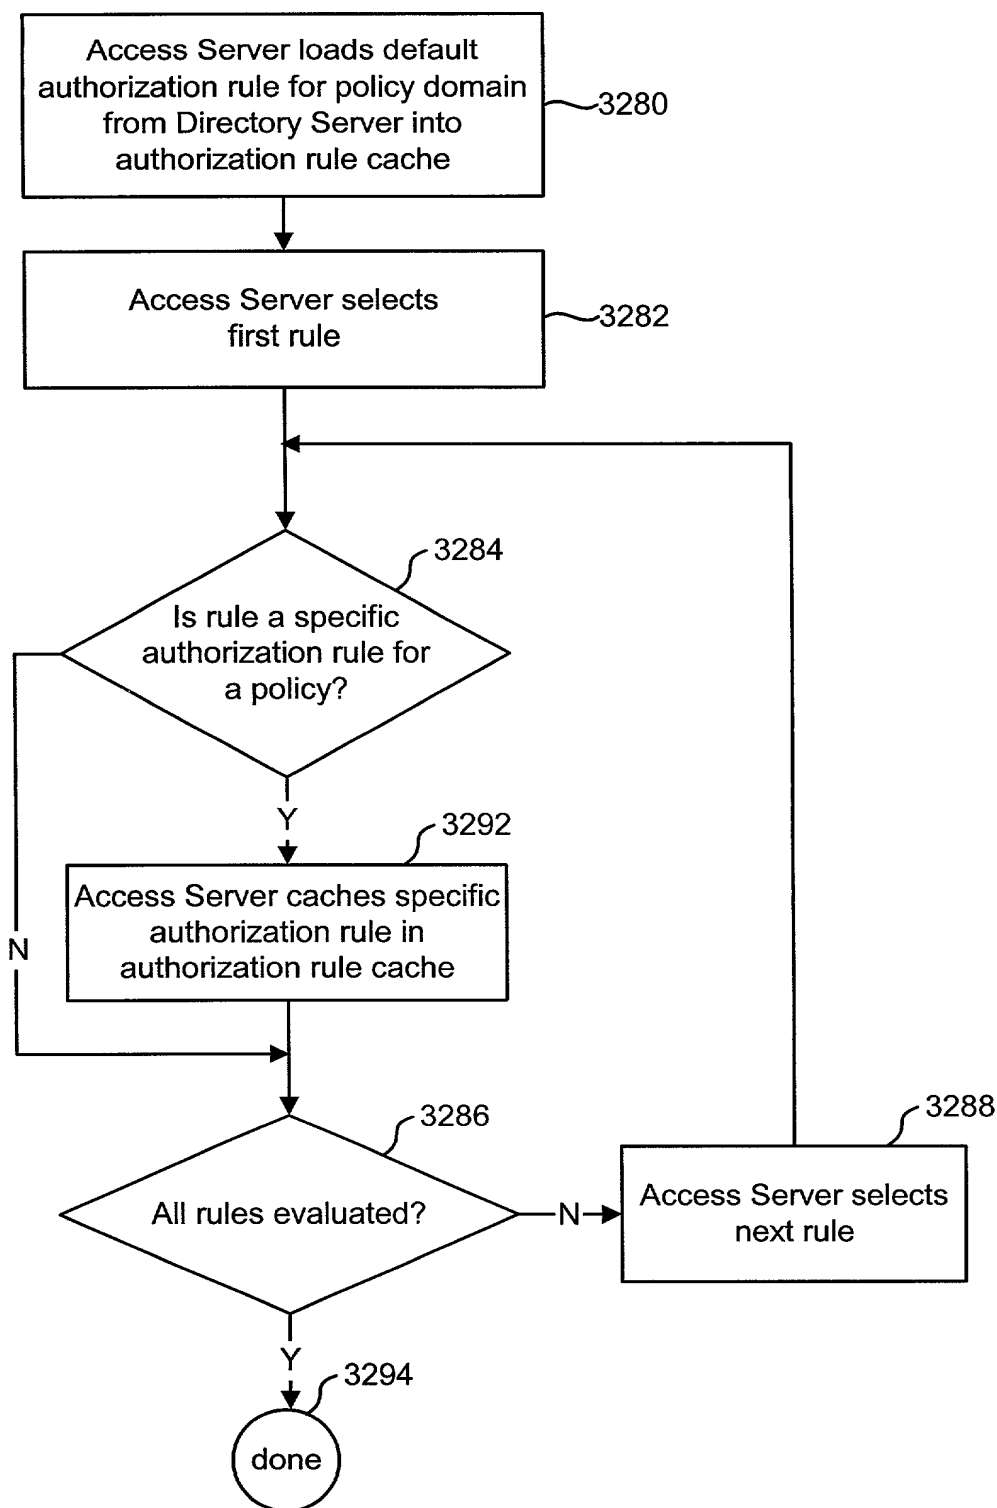 Access Server loads default
authorization rule for policy domain
from Directory Server into
authorization rule cache
3280
Access Server selects
first rule
3282
3284
Is rule a specific
authorization rule for
a policy?
Y
3292
Access Server caches specific
authorization rule in
authorization rule cache
N
3286
All rules evaluated?
N
3288
Access Server selects
next rule
Y
3294
done